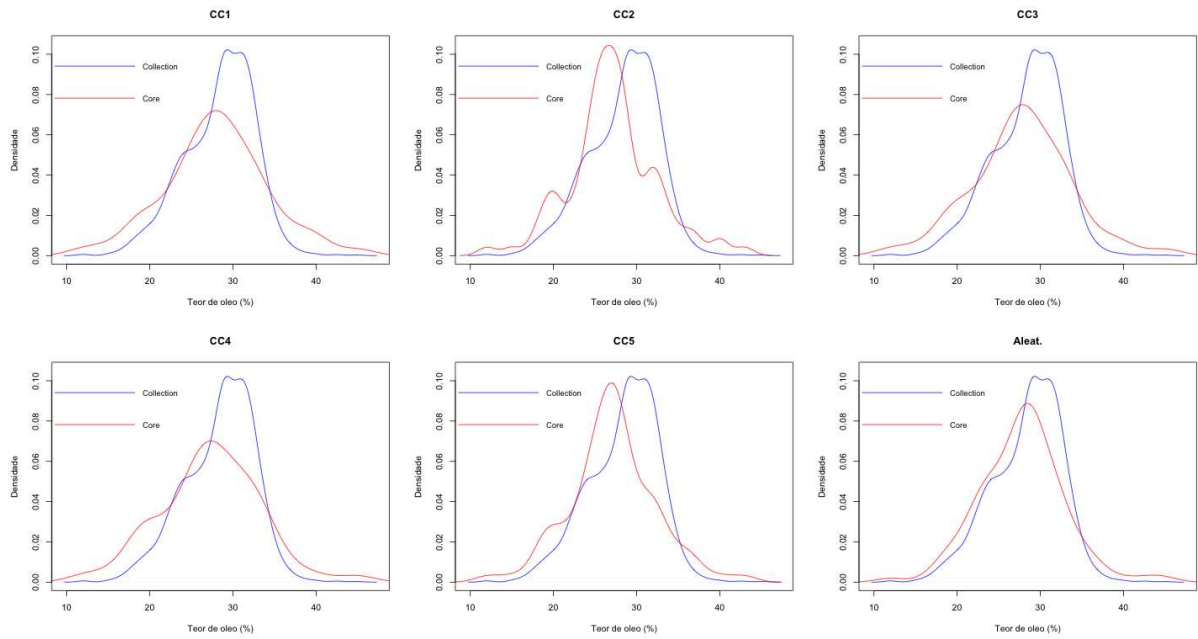 CC1
Densidade
0.00 0.02 0.04 0.06 0.08 0.10
Collection
Core
10 20 30 40
Teor de oleo (%)
CC2
Densidade
0.00 0.02 0.04 0.06 0.08 0.10
Collection
Core
10 20 30 40
Teor de oleo (%)
CC3
Densidade
0.00 0.02 0.04 0.06 0.08 0.10
Collection
Core
10 20 30 40
Teor de oleo (%)
CC4
Densidade
0.00 0.02 0.04 0.06 0.08 0.10
Collection
Core
10 20 30 40
Teor de oleo (%)
CC5
Densidade
0.00 0.02 0.04 0.06 0.08 0.10
Collection
Core
10 20 30 40
Teor de oleo (%)
Aleat.
Densidade
0.00 0.02 0.04 0.06 0.08 0.10
Collection
Core
10 20 30 40
Teor de oleo (%)